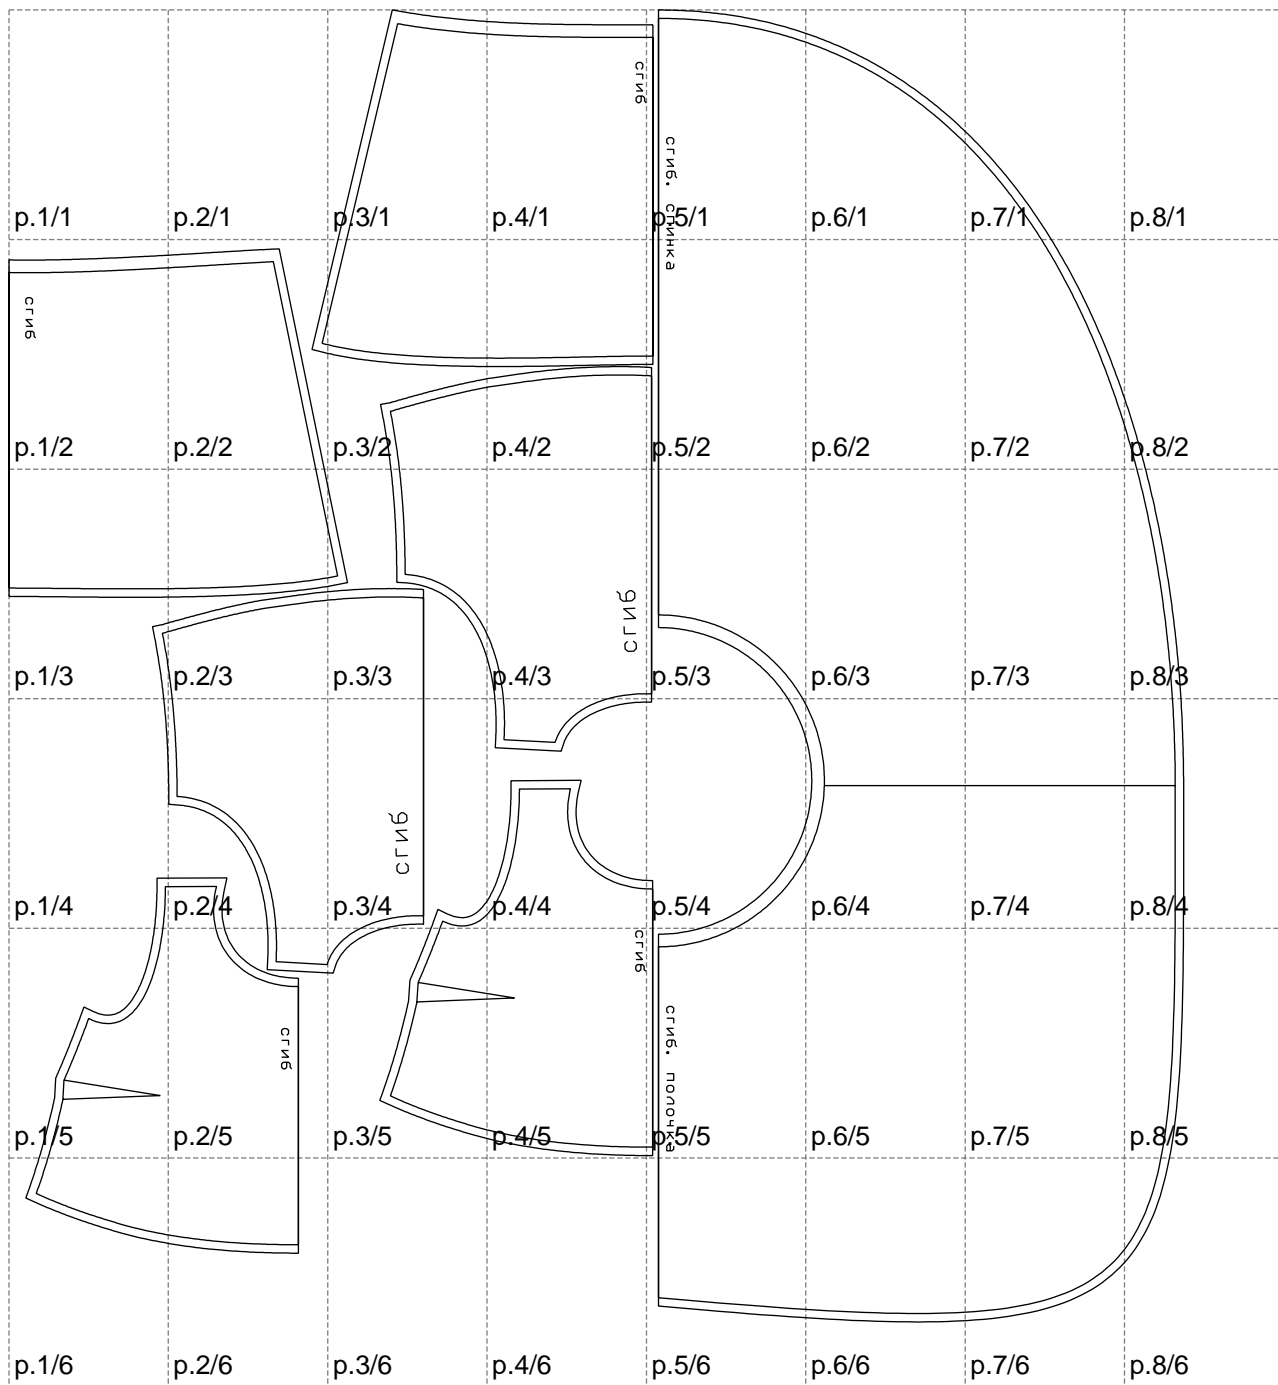 сгиб
сгиб. спинка
p.1/1 p.2/1 p.3/1 p.4/1 p.5/1 p.6/1 p.7/1 p.8/1
сгиб
p.1/2 p.2/2 p.3/2 p.4/2 p.5/2 p.6/2 p.7/2 p.8/2
сгиб
p.1/3 p.2/3 p.3/3 p.4/3 p.5/3 p.6/3 p.7/3 p.8/3
сгиб
p.1/4 p.2/4 p.3/4 p.4/4 p.5/4 p.6/4 p.7/4 p.8/4
сгиб
сгиб
сгиб. полочка
p.1/5 p.2/5 p.3/5 p.4/5 p.5/5 p.6/5 p.7/5 p.8/5
p.1/6 p.2/6 p.3/6 p.4/6 p.5/6 p.6/6 p.7/6 p.8/6